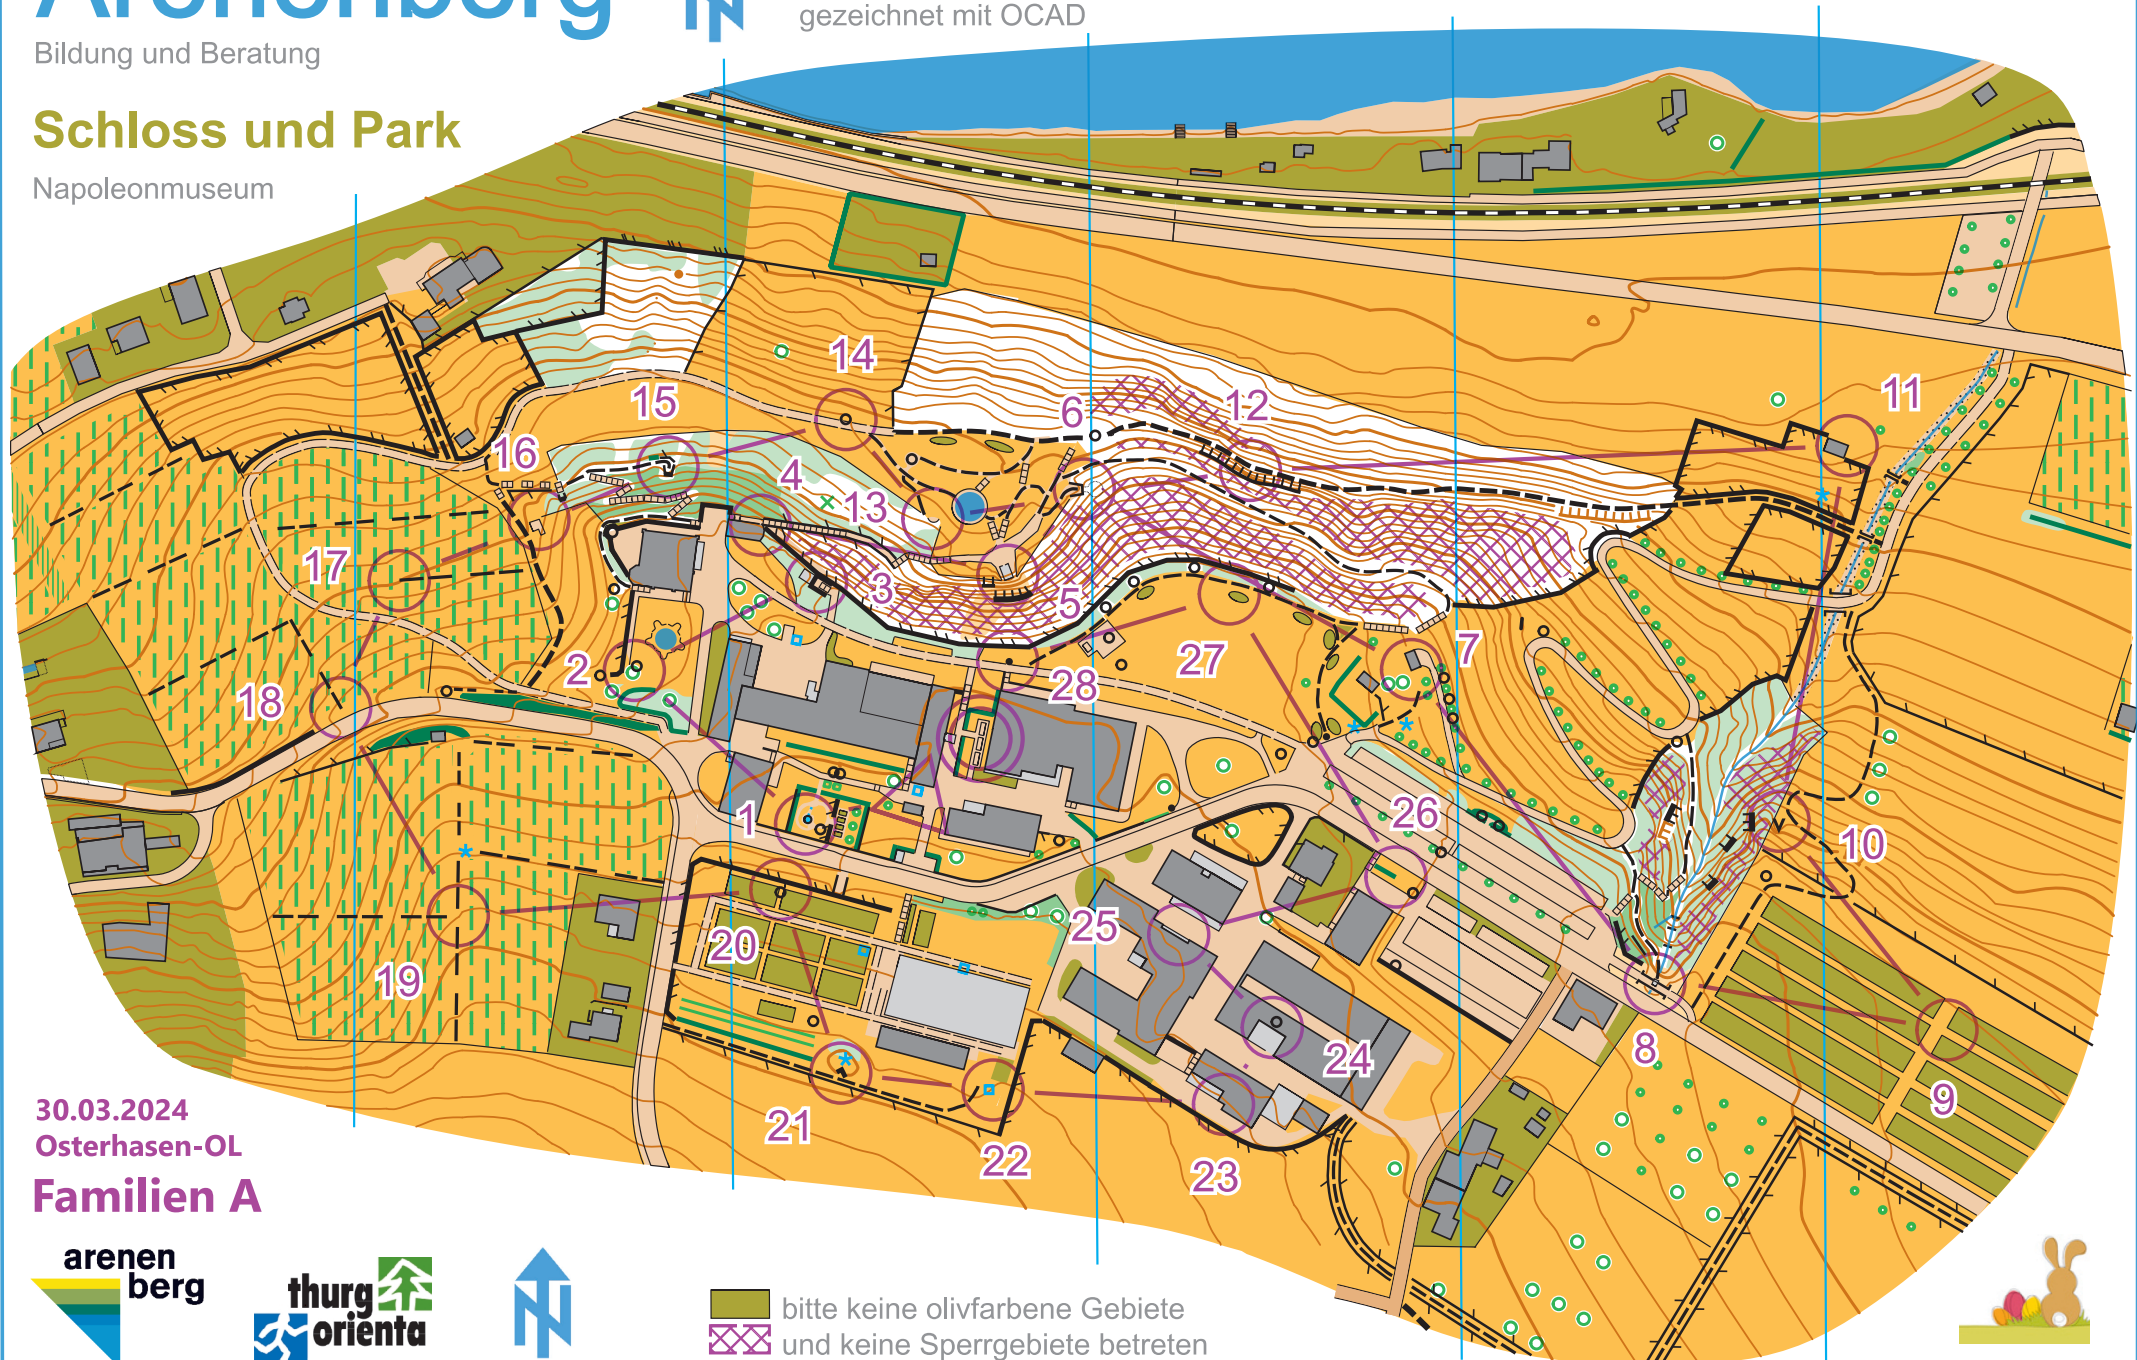 Arenenberg
gezeichnet mit OCAD
Bildung und Beratung
Schloss und Park
Napoleonmuseum
14
15
6
12
11
16
4
13
17
3
5
2
7
27
28
18
1
26
10
20
25
19
24
8
9
21
22
23
30.03.2024
Osterhasen-OL
Familien A
arenen
berg
thurg
orienta
bitte keine olivfarbene Gebiete
und keine Sperrgebiete betreten